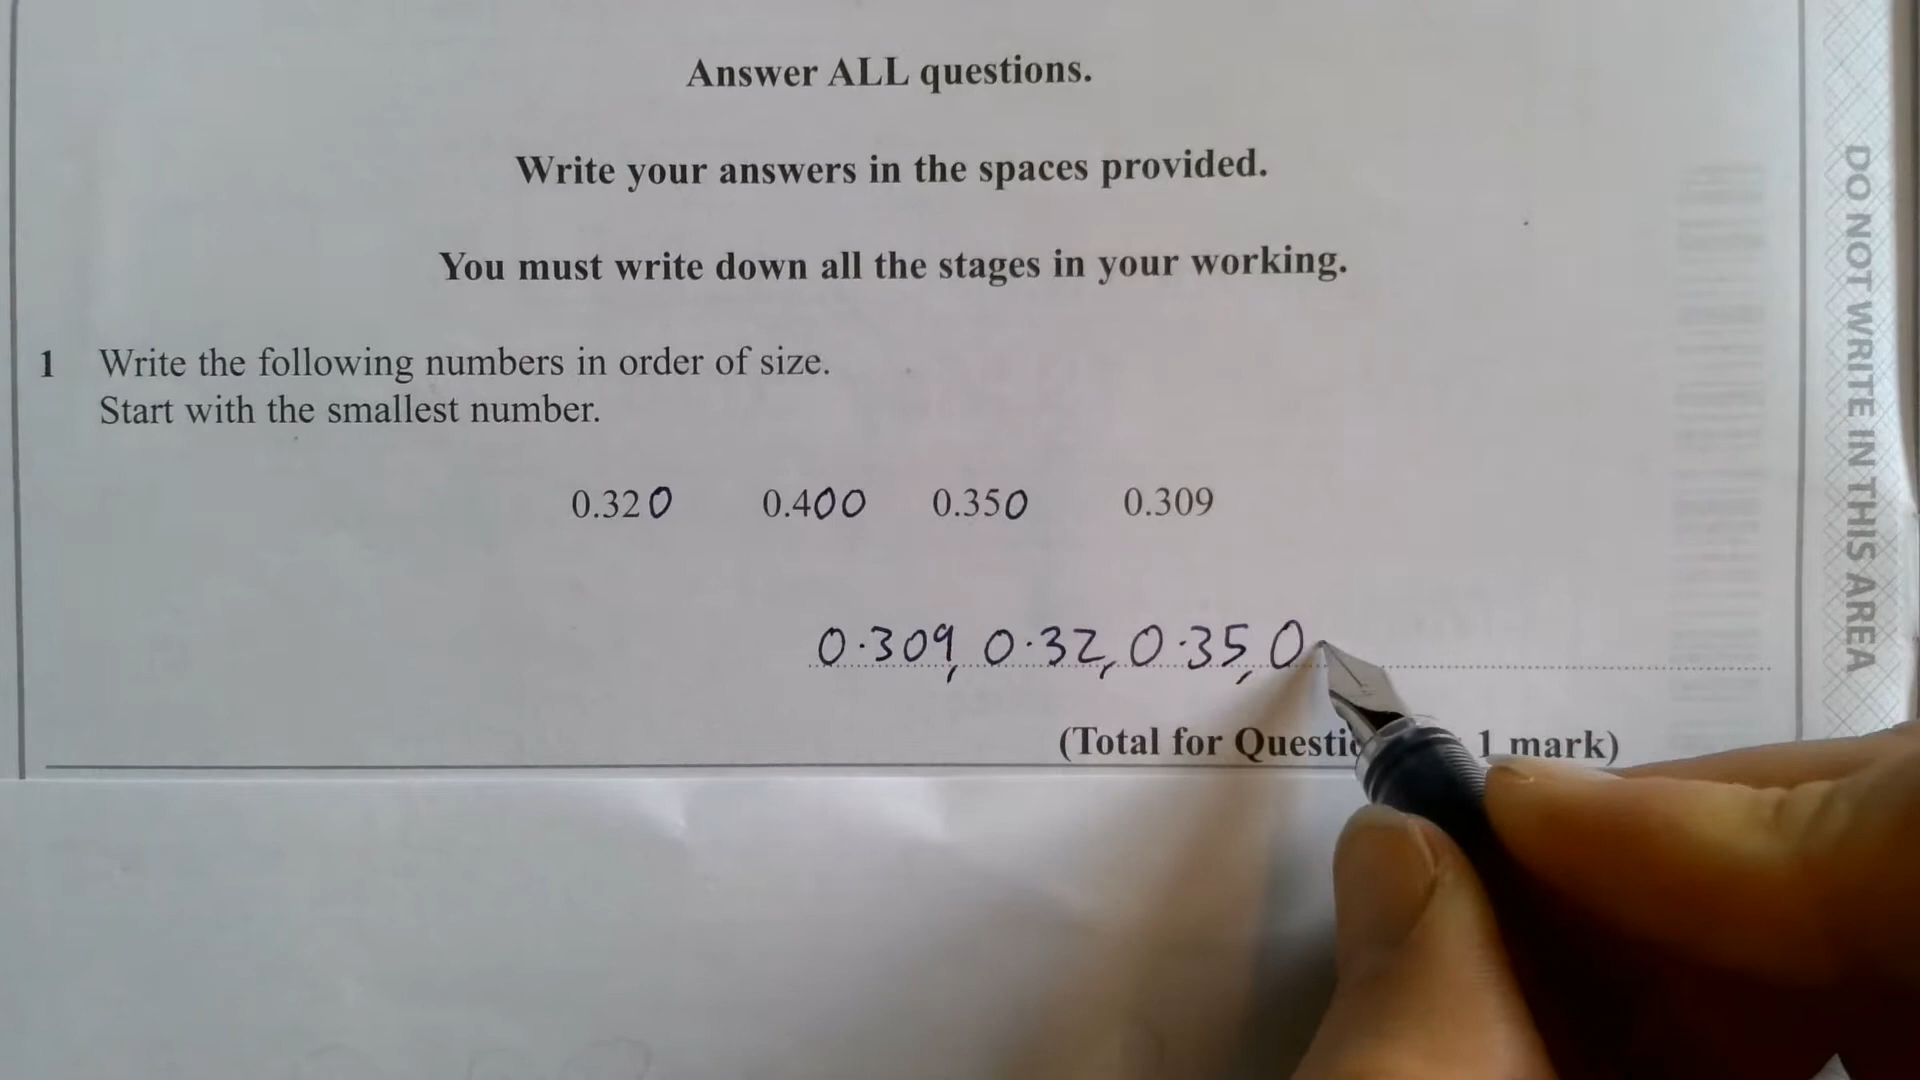 Answer ALL questions.
Write your answers in the spaces provided.
You must write down all the stages in your working.
1 Write the following numbers in order of size.
Start with the smallest number.
0.320 0.400 0.350 0.309
0.309, 0.32, 0.35, 0
(Total for 1 mark)
DO NOT WRITE IN THIS AREA